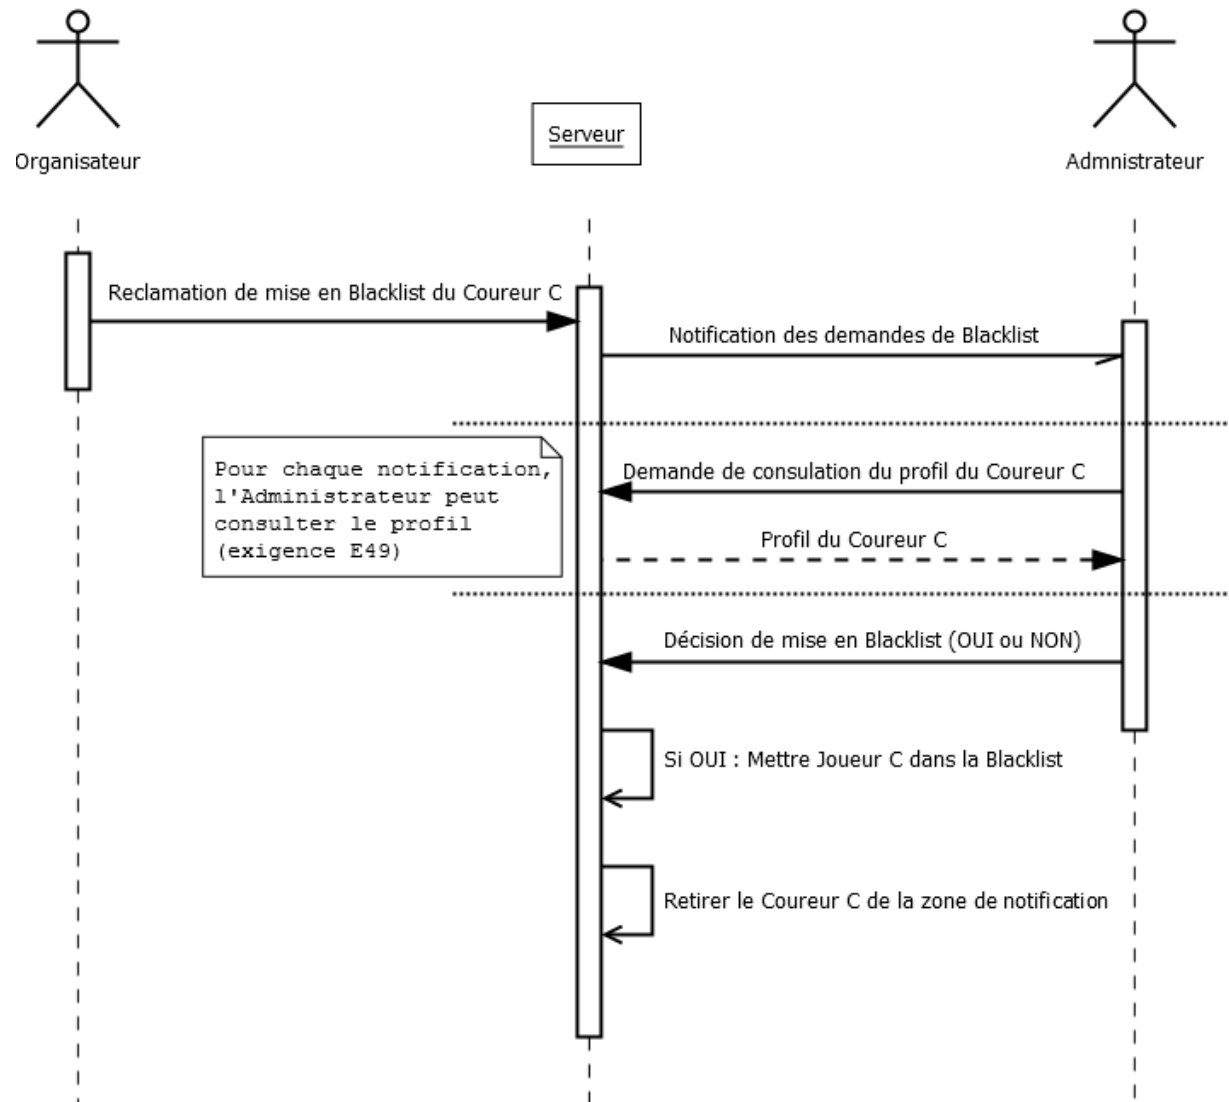 Organisateur
Serveur
Admnistrateur
Reclamation de mise en Blacklist du Coureur C
Notification des demandes de Blacklist
Pour chaque notification,
l'Administrateur peut
consulter le profil
(exigence E49)
Demande de consulation du profil du Coureur C
Profil du Coureur C
Décision de mise en Blacklist (OUI ou NON)
Si OUI : Mettre Joueur C dans la Blacklist
Retirer le Coureur C de la zone de notification